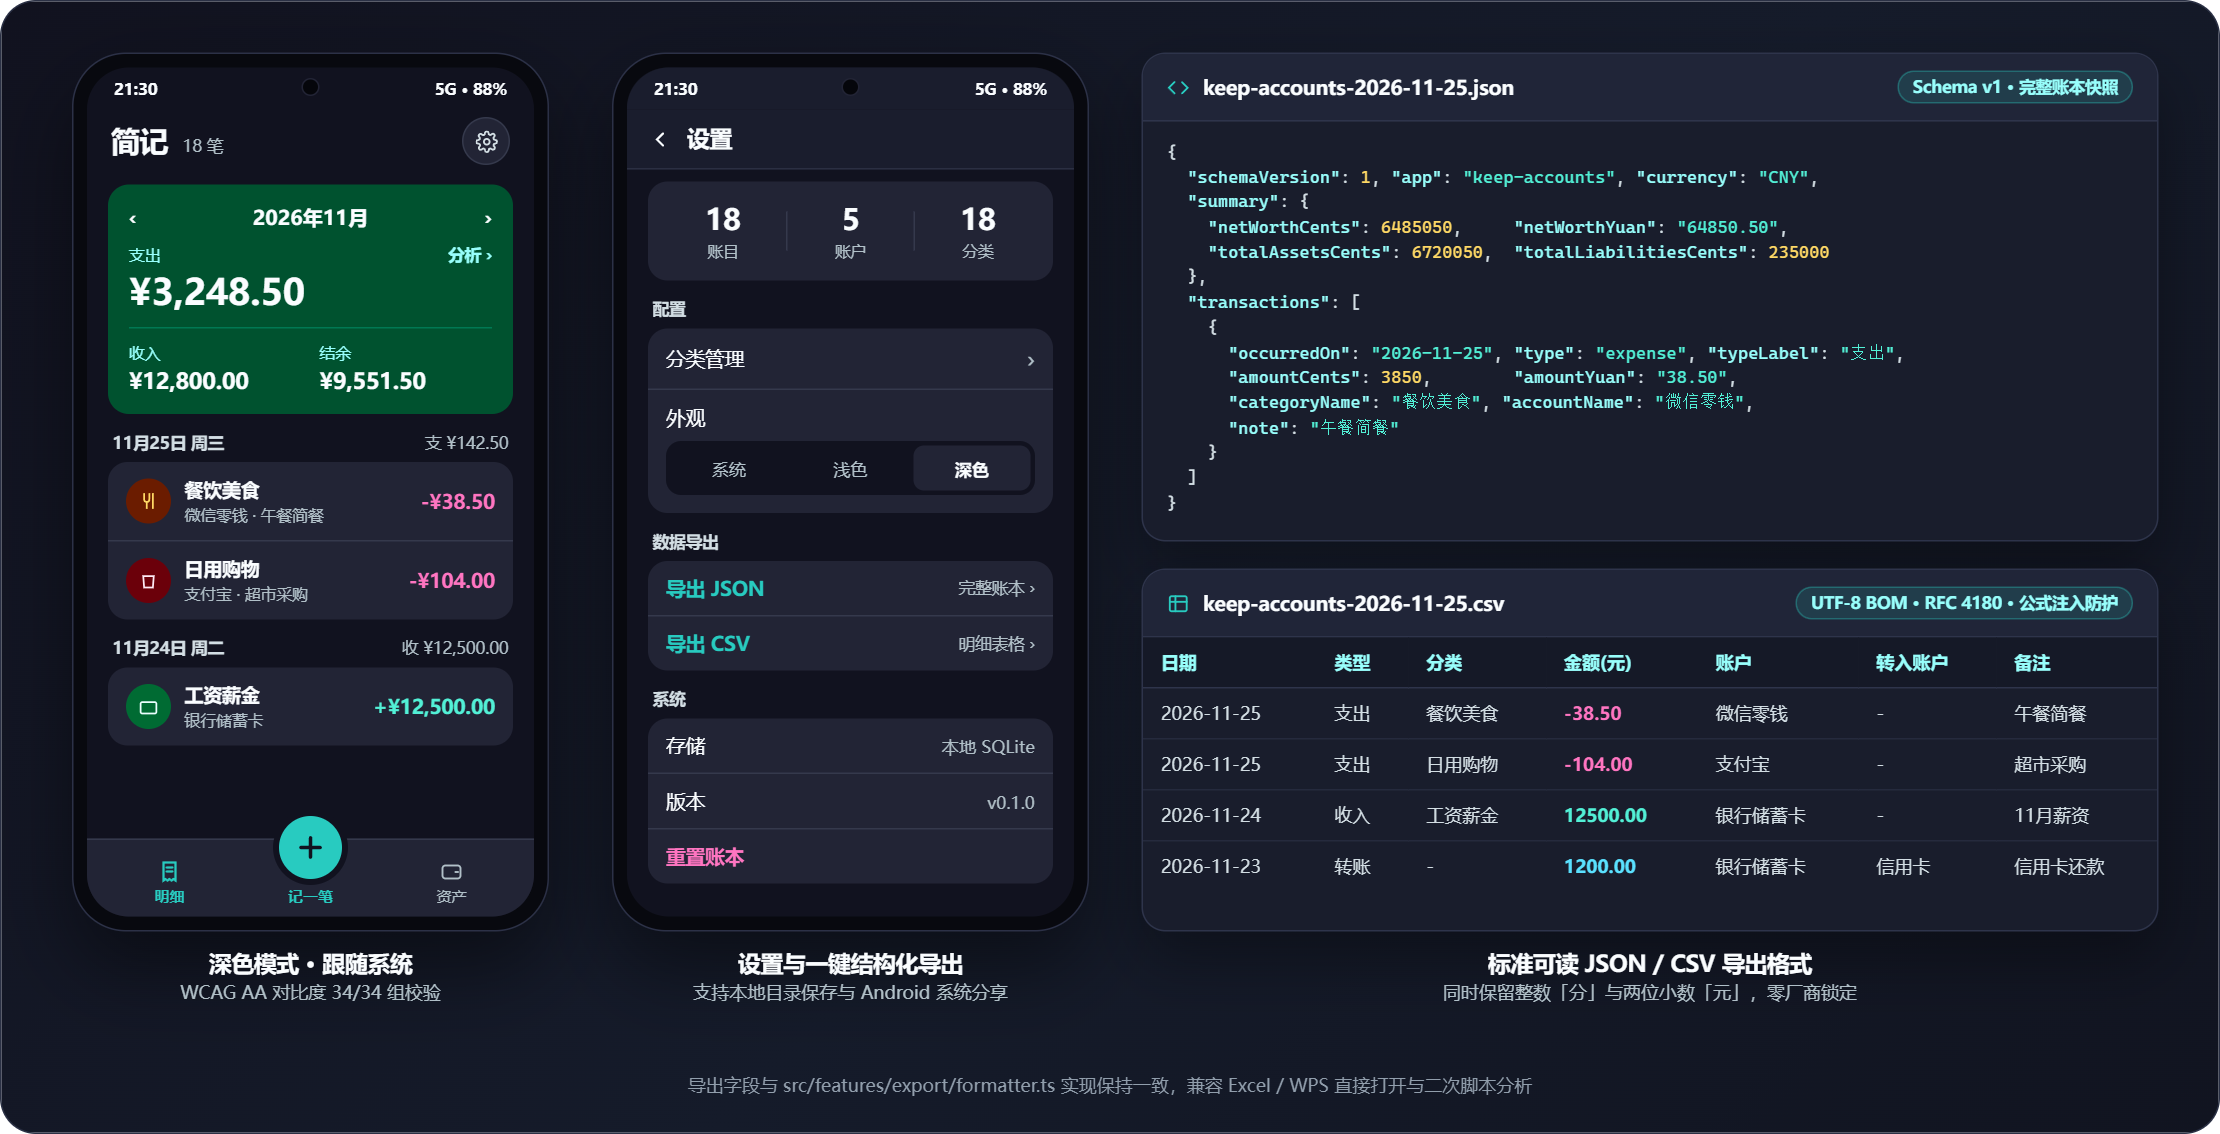 21:30
5G • 88%
简记 18 笔
‹ 2026年11月 ›
支出 分析 ›
¥3,248.50
收入 结余
¥12,800.00 ¥9,551.50
11月25日 周三 支 ¥142.50
餐饮美食
微信零钱 · 午餐简餐
-¥38.50
日用购物
支付宝 · 超市采购
-¥104.00
11月24日 周二 收 ¥12,500.00
工资薪金
银行储蓄卡
+¥12,500.00
明细 记一笔 资产
深色模式 • 跟随系统
WCAG AA 对比度 34/34 组校验
21:30
5G • 88%
‹ 设置
18 5 18
账目 账户 分类
配置
分类管理 ›
外观
系统 浅色 深色
数据导出
导出 JSON 完整账本 ›
导出 CSV 明细表格 ›
系统
存储 本地 SQLite
版本 v0.1.0
重置账本
设置与一键结构化导出
支持本地目录保存与 Android 系统分享
keep-accounts-2026-11-25.json
Schema v1 • 完整账本快照
{
"schemaVersion": 1, "app": "keep-accounts", "currency": "CNY",
"summary": {
"netWorthCents": 6485050, "netWorthYuan": "64850.50",
"totalAssetsCents": 6720050, "totalLiabilitiesCents": 235000
},
"transactions": [
{
"occurredOn": "2026-11-25", "type": "expense", "typeLabel": "支出",
"amountCents": 3850, "amountYuan": "38.50",
"categoryName": "餐饮美食", "accountName": "微信零钱",
"note": "午餐简餐"
}
]
}
keep-accounts-2026-11-25.csv
UTF-8 BOM • RFC 4180 • 公式注入防护
日期 类型 分类 金额(元) 账户 转入账户 备注
2026-11-25 支出 餐饮美食 -38.50 微信零钱 - 午餐简餐
2026-11-25 支出 日用购物 -104.00 支付宝 - 超市采购
2026-11-24 收入 工资薪金 12500.00 银行储蓄卡 - 11月薪资
2026-11-23 转账 - 1200.00 银行储蓄卡 信用卡 信用卡还款
标准可读 JSON / CSV 导出格式
同时保留整数「分」与两位小数「元」，零厂商锁定
导出字段与 src/features/export/formatter.ts 实现保持一致，兼容 Excel / WPS 直接打开与二次脚本分析